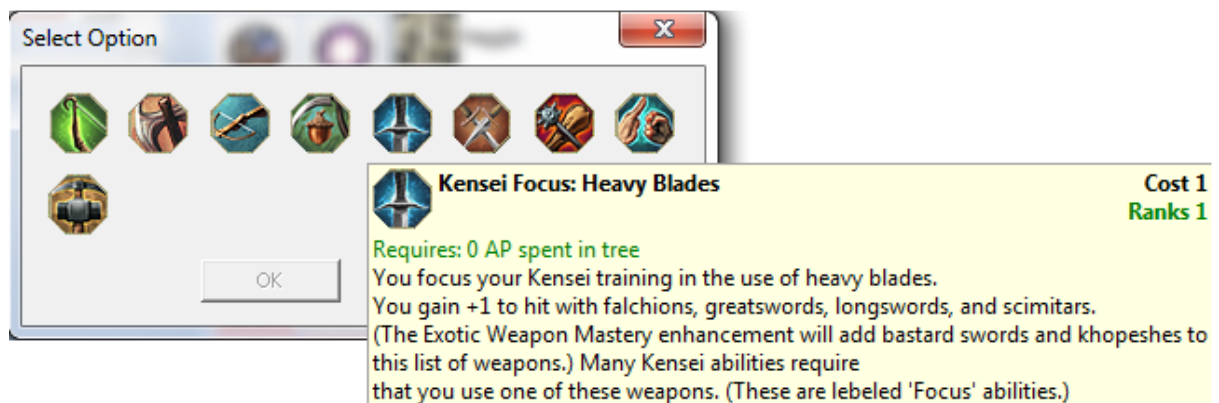 Select Option
Kensei Focus: Heavy Blades
Cost 1
Ranks 1
Requires: 0 AP spent in tree
You focus your Kensei training in the use of heavy blades.
You gain +1 to hit with falchions, greatswords, longswords, and scimitars.
(The Exotic Weapon Mastery enhancement will add bastard swords and khopeshes to
this list of weapons.) Many Kensei abilities require
that you use one of these weapons. (These are lebeled 'Focus' abilities.)
OK